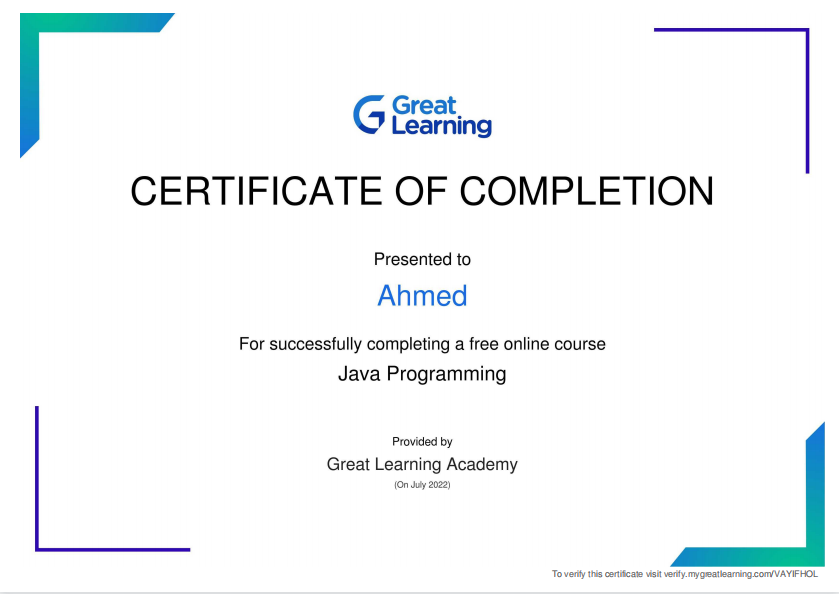 Great
Learning
CERTIFICATE OF COMPLETION
Presented to
Ahmed
For successfully completing a free online course
Java Programming
Provided by
Great Learning Academy
(On July 2022)
To verify this certificate visit verify.mygreatlearning.com/VAYIFHOL